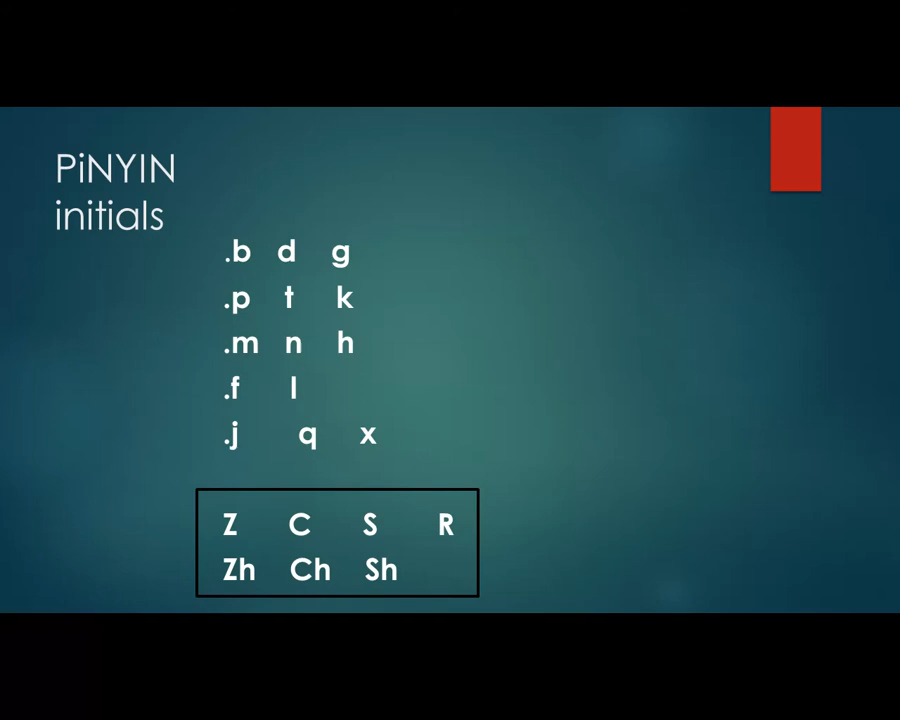 PiNYIN
initials
.b d g
.p t k
.m n h
.f l
.j q x
Z C S R
Zh Ch Sh